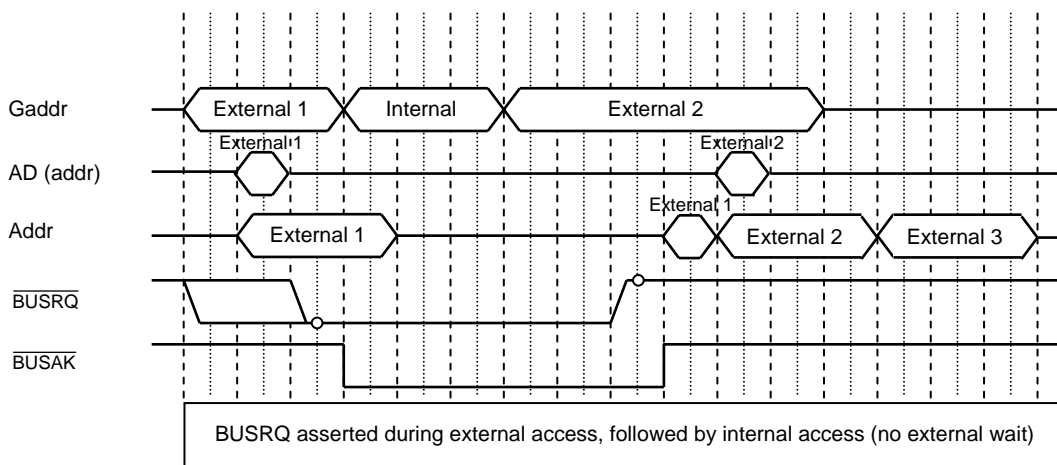 Gaddr
External 1
Internal
External 2
External 1
External 2
AD (addr)
External 1
Addr
External 1
External 2
External 3
BUSRQ
BUSAK
BUSRQ asserted during external access, followed by internal access (no external wait)